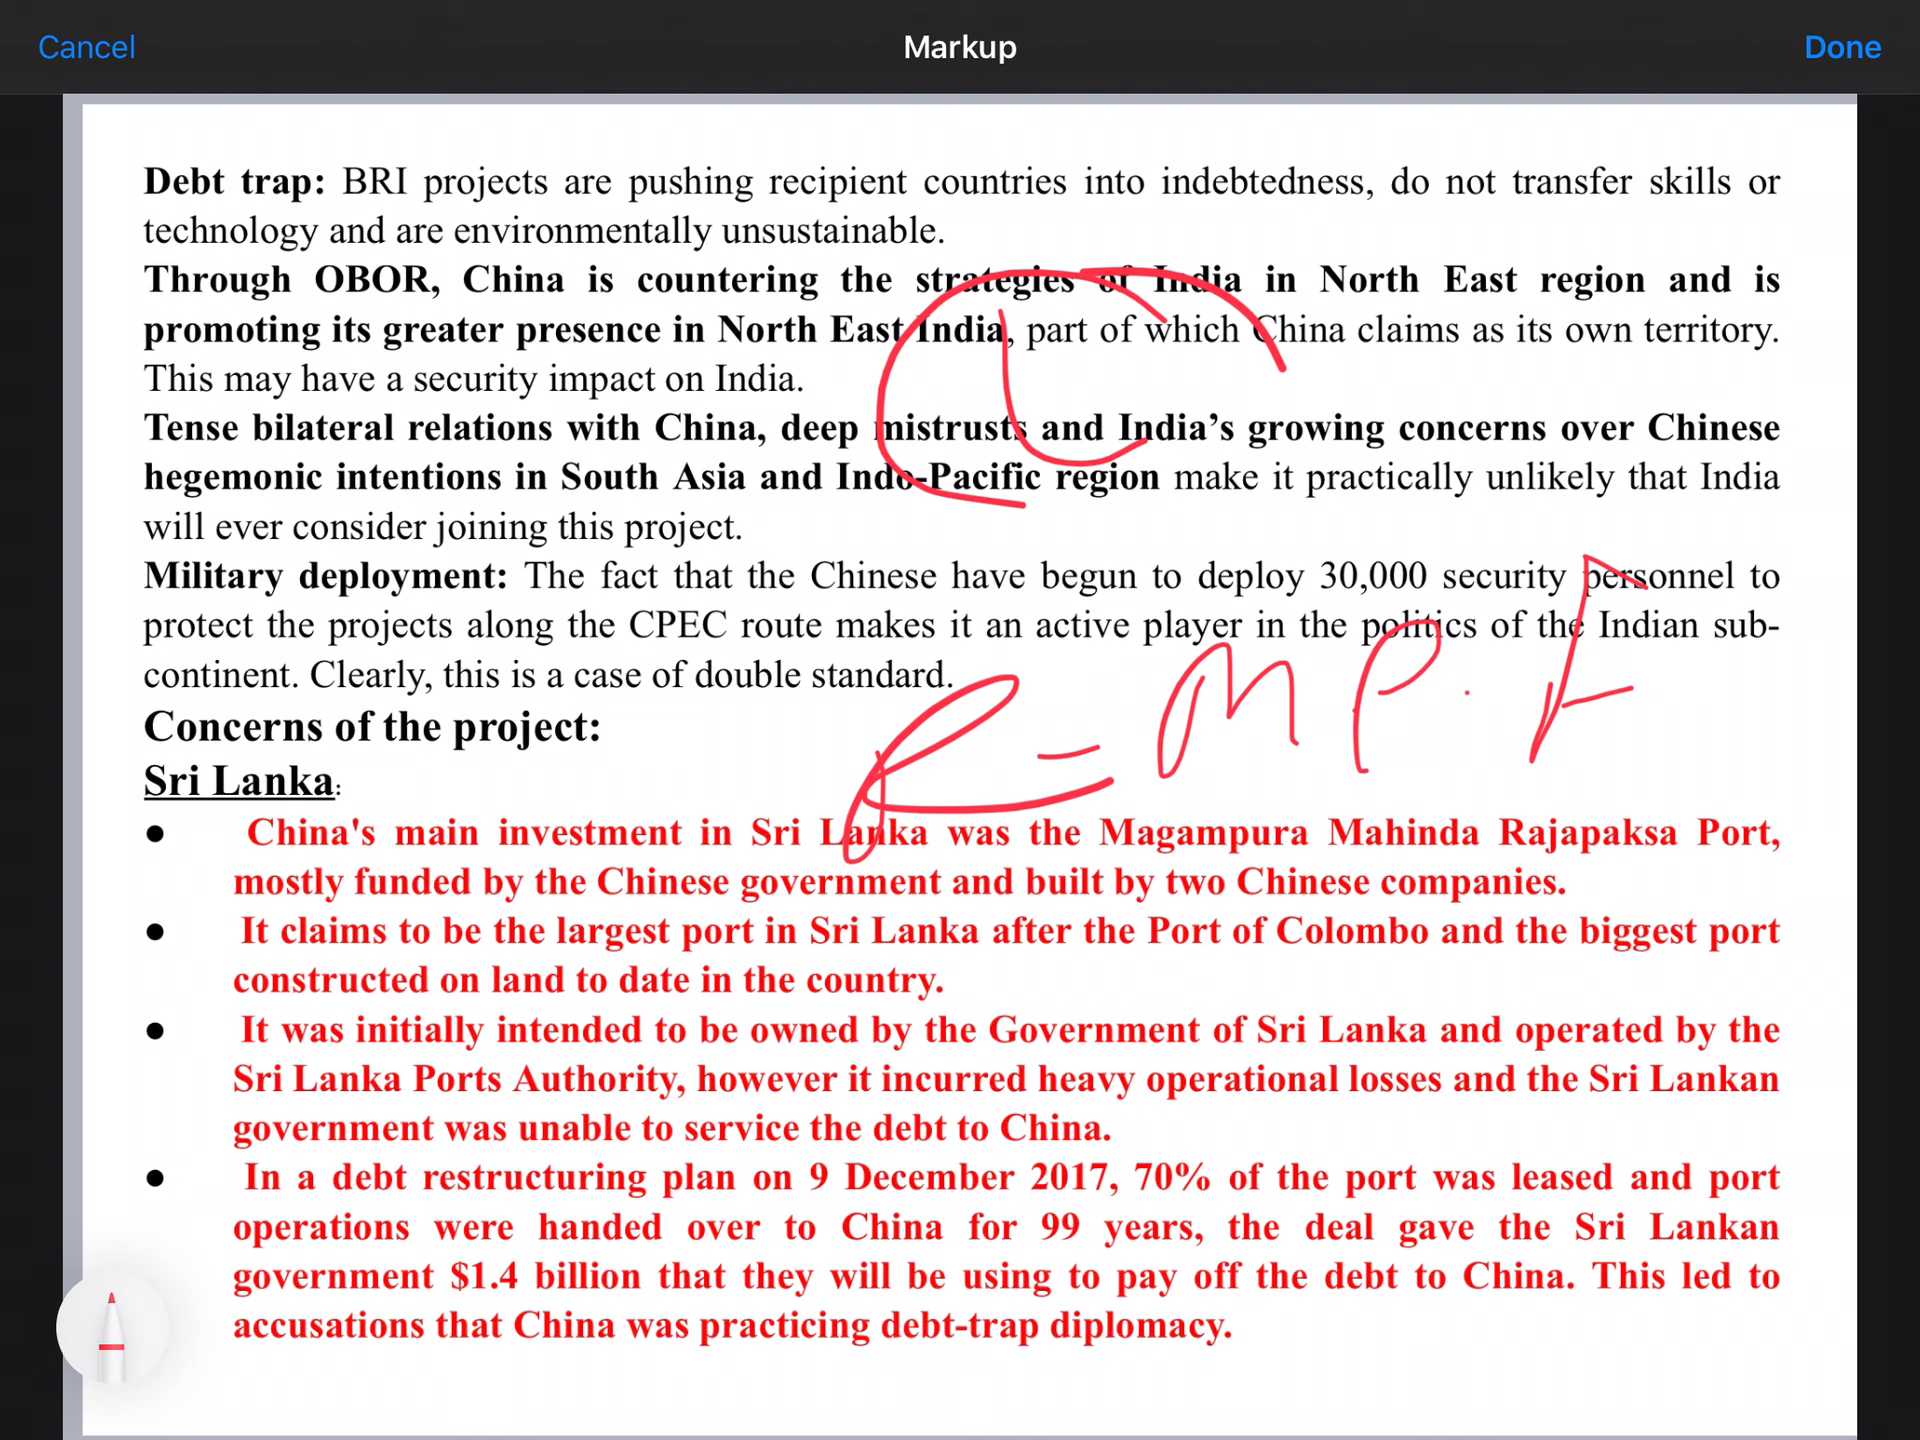 Cancel
Markup
Done
Debt trap: BRI projects are pushing recipient countries into indebtedness, do not transfer skills or
technology and are environmentally unsustainable.
Through OBOR, China is countering the strategies of India in North East region and is
promoting its greater presence in North East India, part of which China claims as its own territory.
This may have a security impact on India.
Tense bilateral relations with China, deep mistrusts and India’s growing concerns over Chinese
hegemonic intentions in South Asia and Indo-Pacific region make it practically unlikely that India
will ever consider joining this project.
Military deployment: The fact that the Chinese have begun to deploy 30,000 security personnel to
protect the projects along the CPEC route makes it an active player in the politics of the Indian sub-
continent. Clearly, this is a case of double standard.
Concerns of the project:
Sri Lanka:
● China's main investment in Sri Lanka was the Magampura Mahinda Rajapaksa Port,
mostly funded by the Chinese government and built by two Chinese companies.
● It claims to be the largest port in Sri Lanka after the Port of Colombo and the biggest port
constructed on land to date in the country.
● It was initially intended to be owned by the Government of Sri Lanka and operated by the
Sri Lanka Ports Authority, however it incurred heavy operational losses and the Sri Lankan
government was unable to service the debt to China.
● In a debt restructuring plan on 9 December 2017, 70% of the port was leased and port
operations were handed over to China for 99 years, the deal gave the Sri Lankan
government $1.4 billion that they will be using to pay off the debt to China. This led to
accusations that China was practicing debt-trap diplomacy.